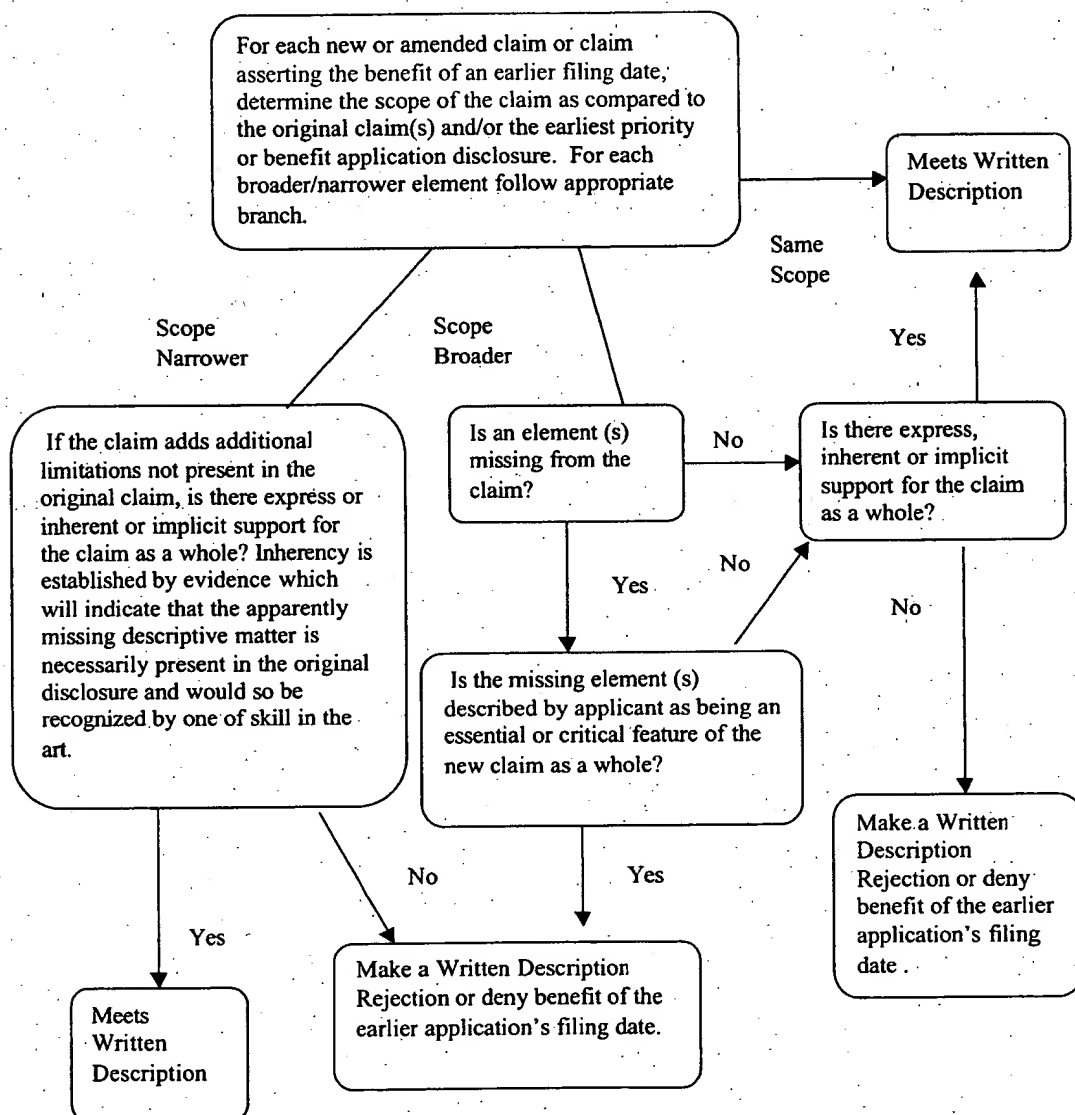 For each new or amended claim or claim
asserting the benefit of an earlier filing date,
determine the scope of the claim as compared to
the original claim(s) and/or the earliest priority
or benefit application disclosure. For each
broader/narrower element follow appropriate
branch.
Meets Written
Description
Same
Scope
Scope
Narrower
Scope
Broader
Yes
If the claim adds additional
limitations not present in the
original claim, is there express or
inherent or implicit support for
the claim as a whole? Inherency is
established by evidence which
will indicate that the apparently
missing descriptive matter is
necessarily present in the original
disclosure and would so be
recognized by one of skill in the
art.
Is an element (s)
missing from the
claim?
No
Is there express,
inherent or implicit
support for the claim
as a whole?
Yes
No
No
Is the missing element (s)
described by applicant as being an
essential or critical feature of the
new claim as a whole?
No
Yes
Make a Written
Description
Rejection or deny
benefit of the earlier
application's filing
date .
Yes
Make a Written Description
Rejection or deny benefit of the
earlier application's filing date.
Meets
Written
Description